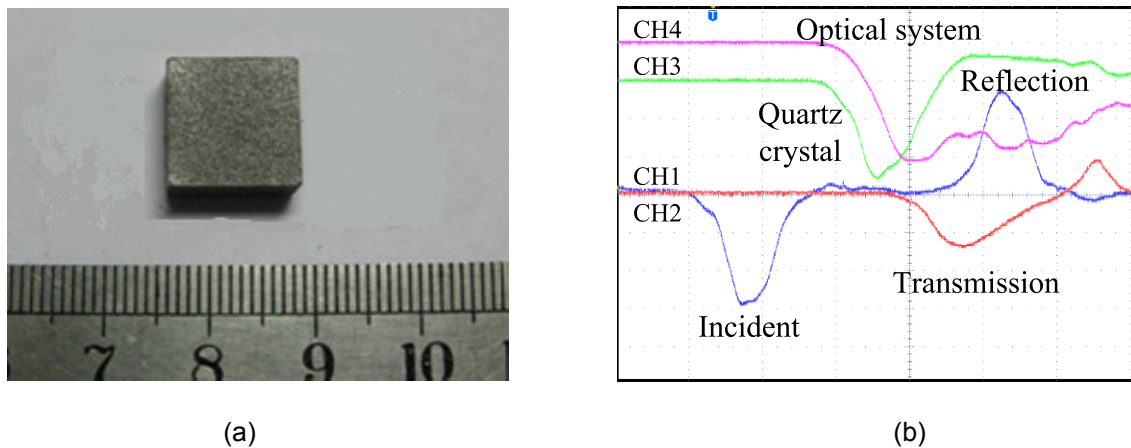 7 8 9 10
(a)
T
CH4
Optical system
CH3
Reflection
Quartz
crystal
CH1
CH2
Transmission
Incident
(b)